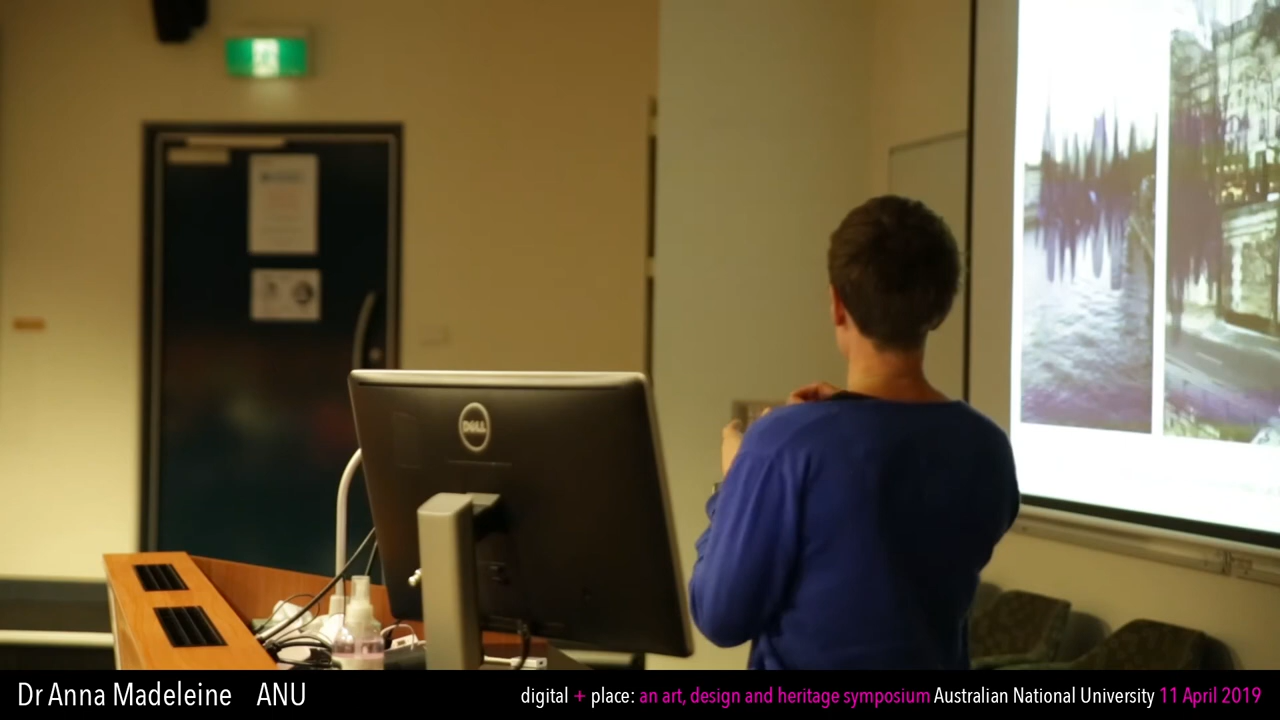 DELL
Dr Anna Madeleine ANU
digital + place: an art, design and heritage symposium Australian National University 11 April 2019